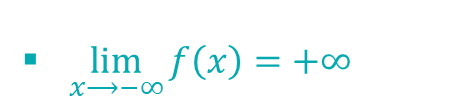 ▪ lim x⟶−∞ f(x) = +∞